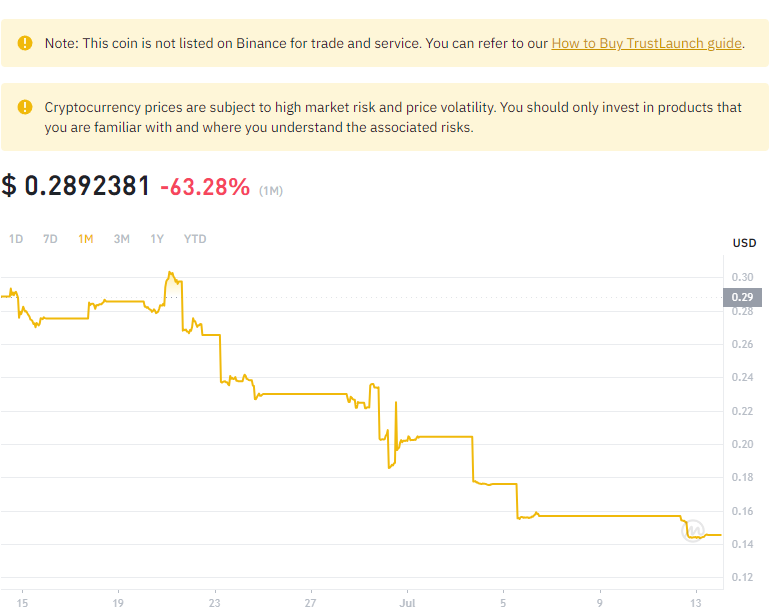 Note: This coin is not listed on Binance for trade and service. You can refer to our How to Buy TrustLaunch guide.
Cryptocurrency prices are subject to high market risk and price volatility. You should only invest in products that
you are familiar with and where you understand the associated risks.
$ 0.2892381 -63.28% (1M)
1D 7D 1M 3M 1Y YTD
USD
0.30
0.29
0.28
0.26
0.24
0.22
0.20
0.18
0.16
0.14
0.12
15 19 23 27 Jul 5 9 13